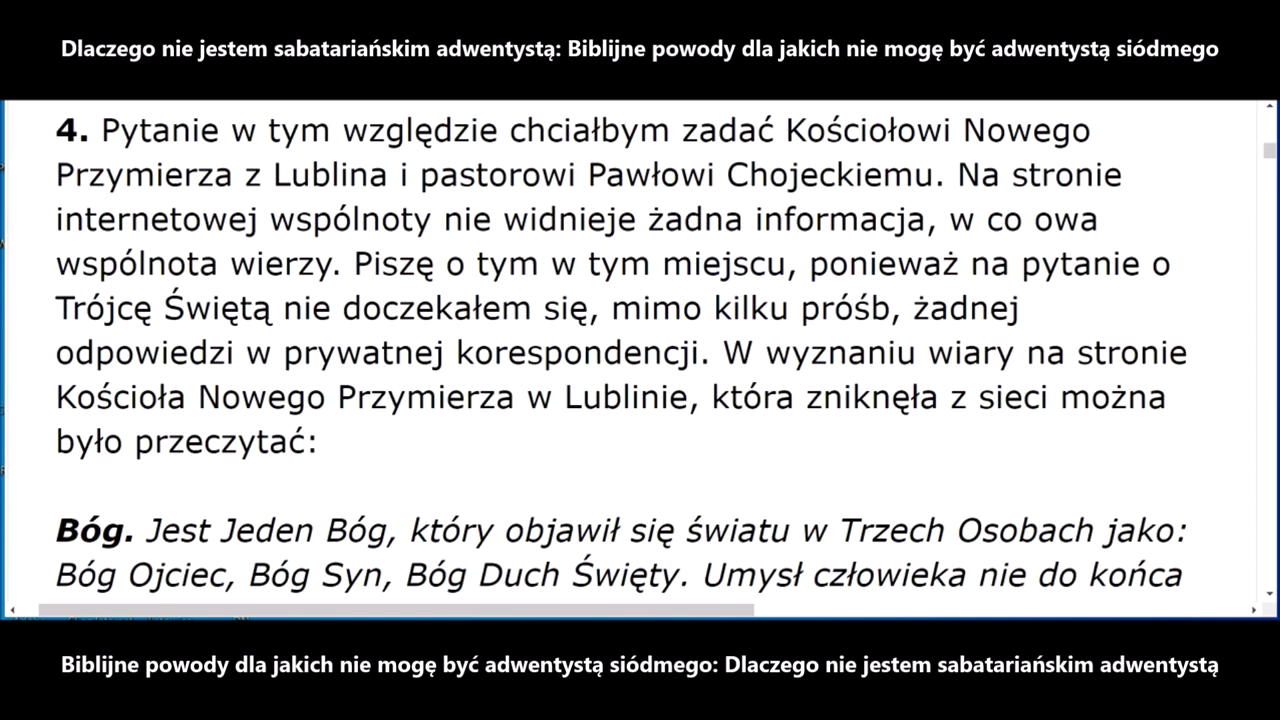 Dlaczego nie jestem sabatariańskim adwentystą: Biblijne powody dla jakich nie mogę być adwentystą siódmego
4. Pytanie w tym względzie chciałbym zadać Kościołowi Nowego
Przymierza z Lublina i pastorowi Pawłowi Chojeckiemu. Na stronie
internetowej wspólnoty nie widnieje żadna informacja, w co owa
wspólnota wierzy. Piszę o tym w tym miejscu, ponieważ na pytanie o
Trójcę Świętą nie doczekałem się, mimo kilku próśb, żadnej
odpowiedzi w prywatnej korespondencji. W wyznaniu wiary na stronie
Kościoła Nowego Przymierza w Lublinie, która zniknęła z sieci można
było przeczytać:
Bóg. Jest Jeden Bóg, który objawił się światu w Trzech Osobach jako:
Bóg Ojciec, Bóg Syn, Bóg Duch Święty. Umysł człowieka nie do końca
Biblijne powody dla jakich nie mogę być adwentystą siódmego: Dlaczego nie jestem sabatariańskim adwentystą